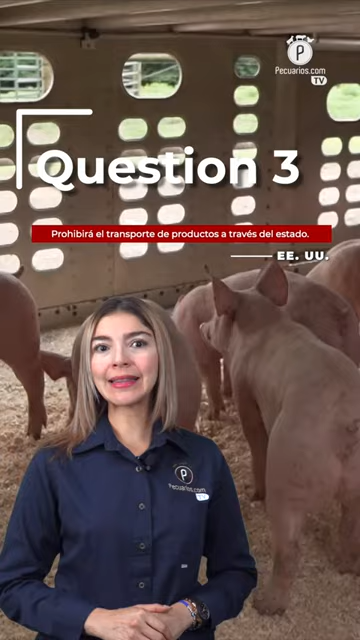 Pecuarios.com
TV
Question 3
Prohibirá el transporte de productos a través del estado.
EE. UU.
P
Pecuarios.com